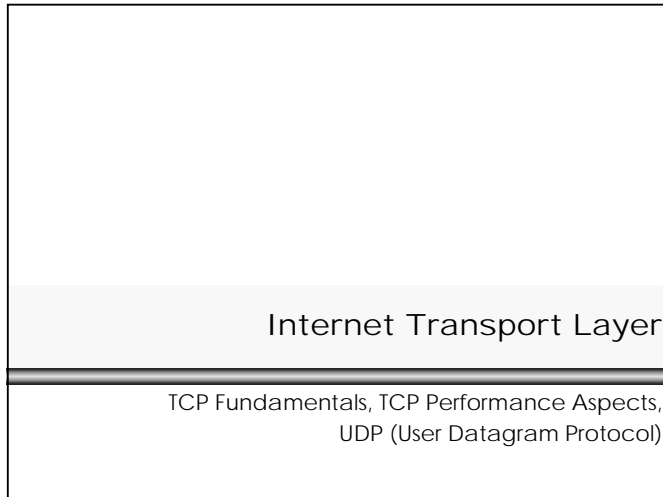 Internet Transport Layer
TCP Fundamentals, TCP Performance Aspects,
UDP (User Datagram Protocol)